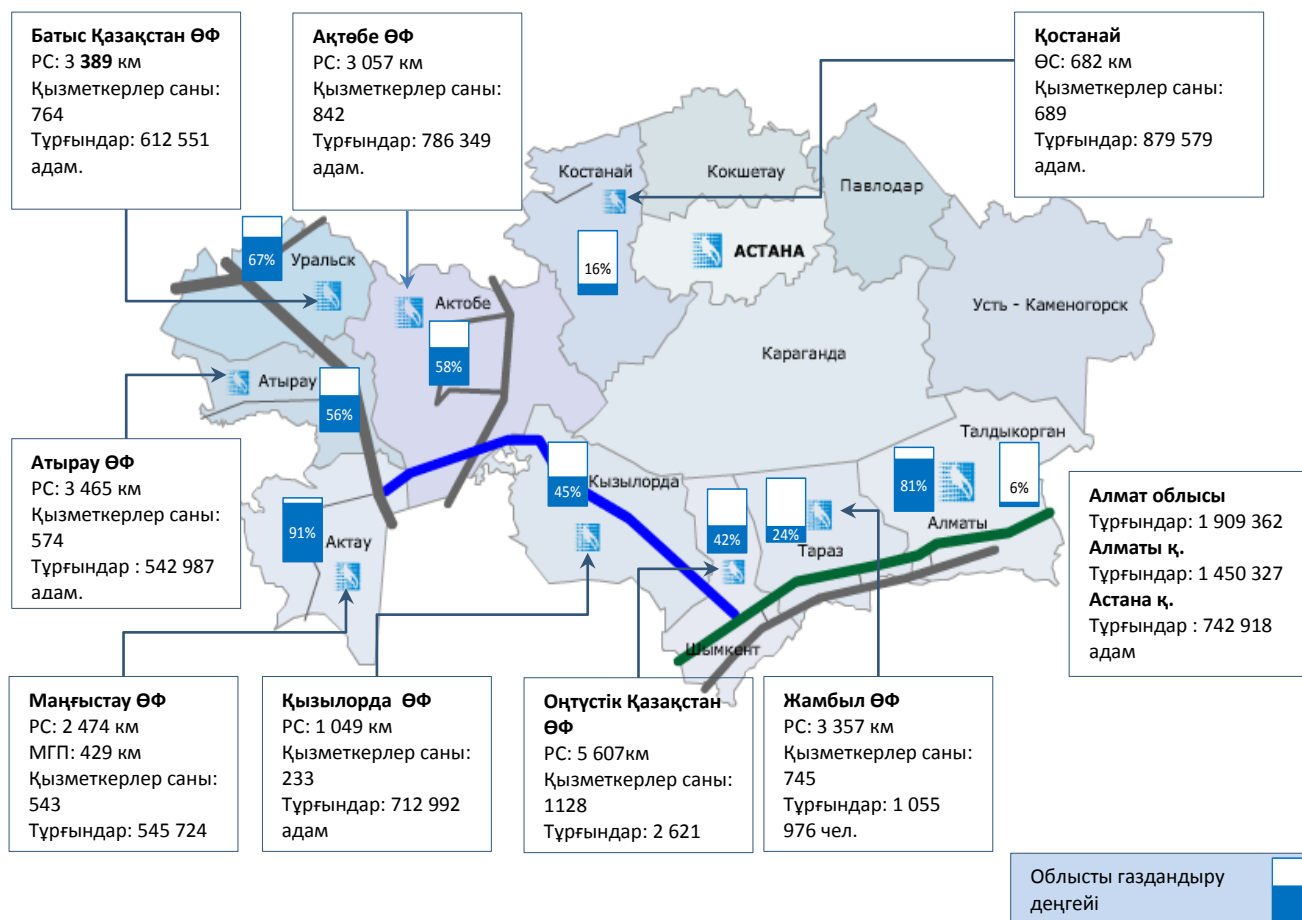 Батыс Қазақстан ӨФ
РС: 3 389 км
Қызметкерлер саны:
764
Тұрғындар: 612 551
адам.
Ақтөбе ӨФ
РС: 3 057 км
Қызметкерлер саны:
842
Тұрғындар: 786 349
адам.
Қостанай
ӨС: 682 км
Қызметкерлер саны:
689
Тұрғындар: 879 579
адам.
Костанай
Кокшетау
Павлодар
АСТАНА
16%
67%
Уральск
Актобе
58%
Усть - Каменогорск
Караганда
Атырау
56%
Талдыкорган
Кызылорда
45%
81%
6%
Алматы
42%
24%
Тараз
91%
Актау
Шымкент
Атырау ӨФ
РС: 3 465 км
Қызметкерлер саны:
574
Тұрғындар : 542 987
адам.
Алмат облысы
Тұрғындар: 1 909 362
Алматы қ.
Тұрғындар: 1 450 327
Астана қ.
Тұрғындар : 742 918
адам
Маңғыстау ӨФ
РС: 2 474 км
МГП: 429 км
Қызметкерлер саны:
543
Тұрғындар: 545 724
Қызылорда ӨФ
РС: 1 049 км
Қызметкерлер саны:
233
Тұрғындар: 712 992
адам
Оңтүстік Қазақстан
ӨФ
РС: 5 607км
Қызметкерлер саны:
1128
Тұрғындар: 2 621
Жамбыл ӨФ
РС: 3 357 км
Қызметкерлер саны:
745
Тұрғындар: 1 055
976 чел.
Облысты газдандыру
деңгейі